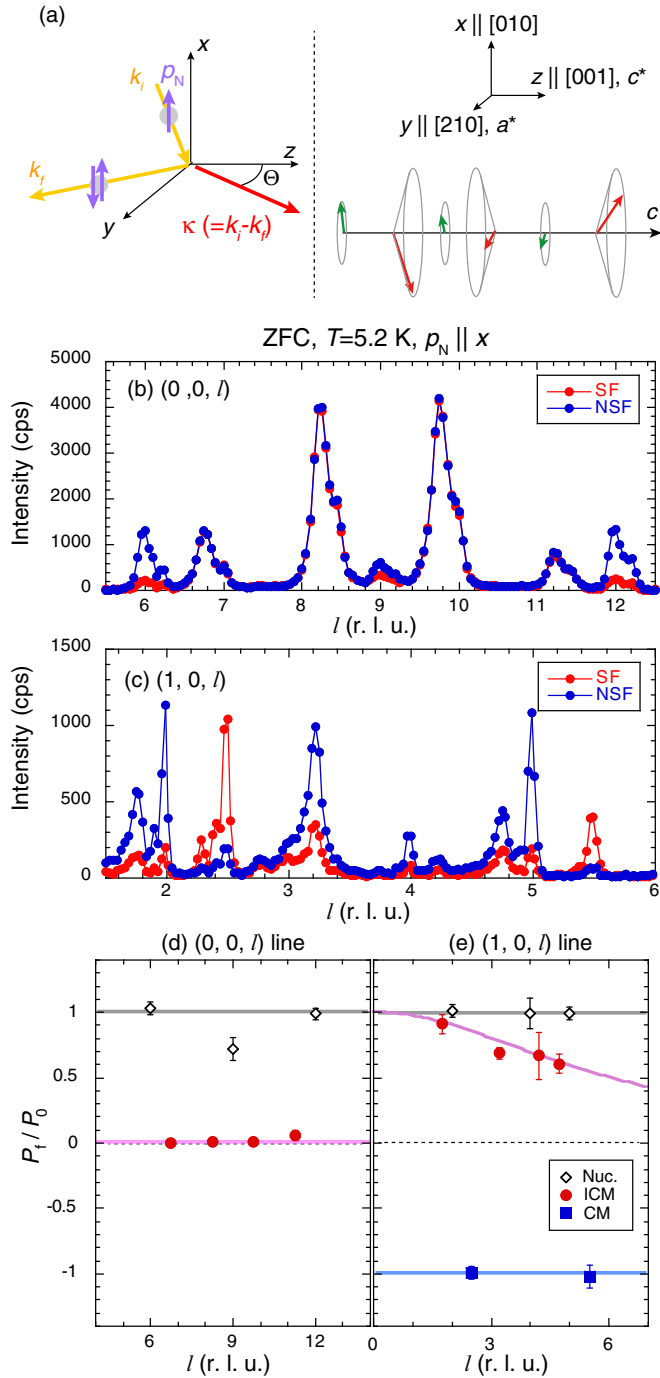 (a)
x
k_i
p_N
z
Θ
k_f
y
κ (=k_i-k_f)
x || [010]
z || [001], c*
y || [210], a*
c
ZFC, T=5.2 K, p_N || x
(b) (0 ,0, l)
SF
NSF
Intensity (cps)
5000
4000
3000
2000
1000
0
6 7 8 9 10 11 12
l (r. l. u.)
(c) (1, 0, l)
SF
NSF
Intensity (cps)
1500
1000
500
0
2 3 4 5 6
l (r. l. u.)
(d) (0, 0, l) line
(e) (1, 0, l) line
P_f / P_0
1
0.5
0
-0.5
-1
Nuc.
ICM
CM
6 9 12
0 3 6
l (r. l. u.)
l (r. l. u.)